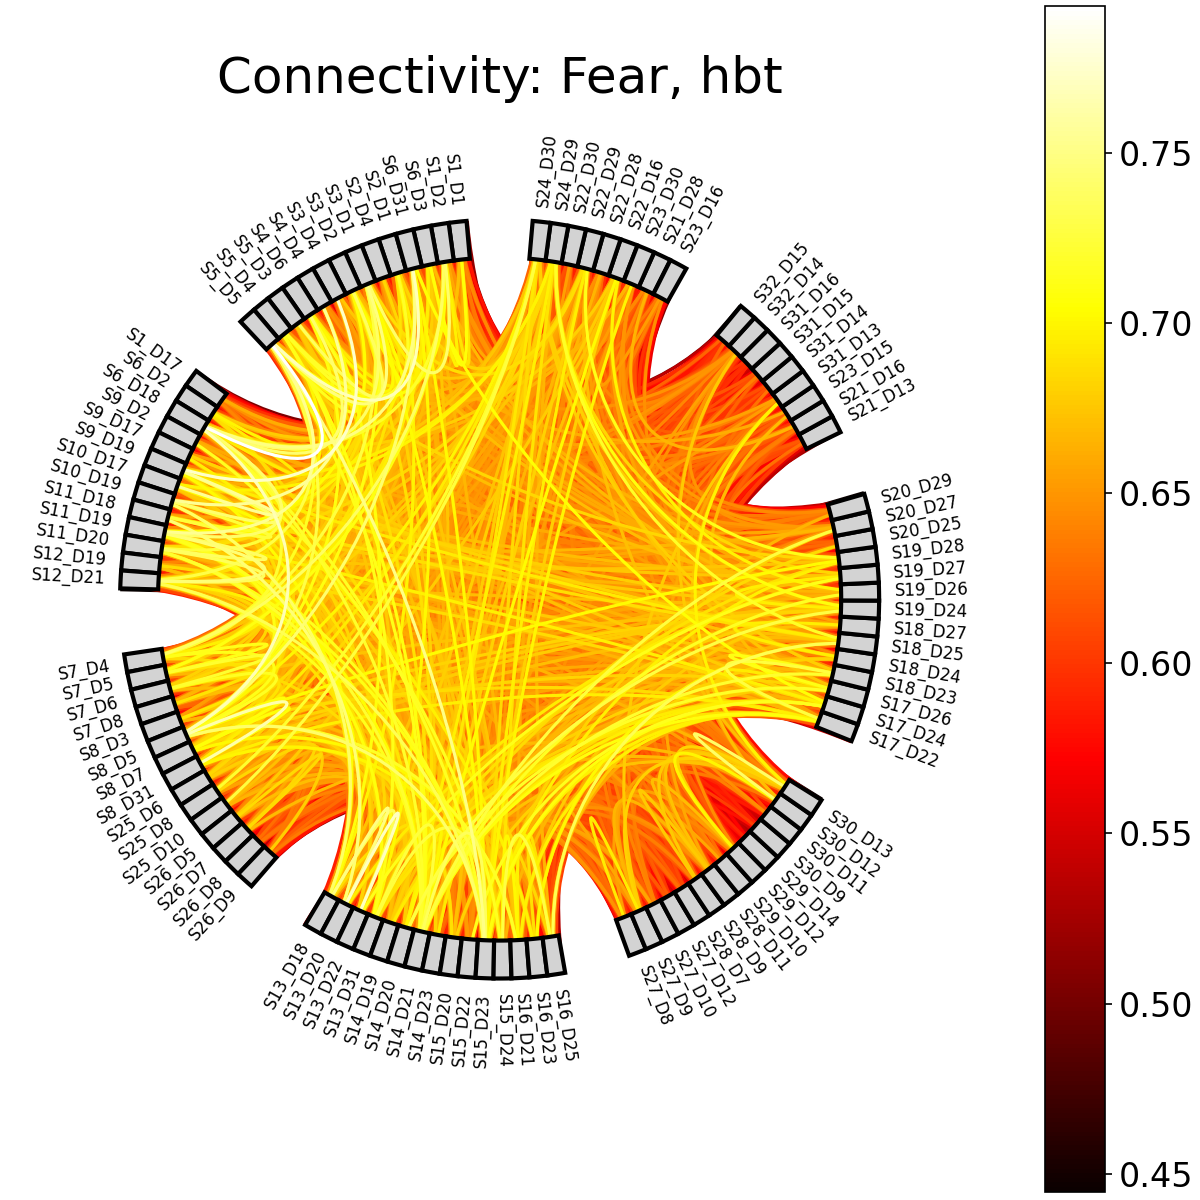 Connectivity: Fear, hbt
S1_D1
S1_D2
S6_D3
S6_D31
S2_D1
S2_D4
S3_D1
S3_D2
S3_D4
S4_D4
S4_D6
S5_D3
S5_D4
S5_D5
S1_D17
S6_D2
S6_D18
S9_D2
S9_D17
S9_D19
S10_D17
S10_D19
S11_D18
S11_D19
S11_D20
S12_D19
S12_D21
S7_D4
S7_D5
S7_D6
S7_D8
S8_D3
S8_D5
S8_D7
S8_D31
S25_D6
S25_D8
S25_D10
S26_D5
S26_D7
S26_D8
S26_D9
S13_D18
S13_D20
S13_D22
S13_D31
S14_D19
S14_D20
S14_D21
S14_D23
S15_D20
S15_D22
S15_D23
S15_D24
S16_D21
S16_D23
S16_D25
S27_D8
S27_D9
S27_D10
S27_D12
S28_D7
S28_D9
S28_D11
S29_D10
S29_D12
S29_D14
S30_D9
S30_D11
S30_D12
S30_D13
S17_D22
S17_D24
S17_D26
S18_D23
S18_D24
S18_D25
S18_D27
S19_D24
S19_D26
S19_D27
S19_D28
S20_D25
S20_D27
S20_D29
S21_D13
S21_D16
S23_D15
S31_D13
S31_D14
S31_D15
S31_D16
S32_D14
S32_D15
S23_D16
S21_D28
S23_D30
S22_D16
S22_D28
S22_D29
S22_D30
S24_D29
S24_D30
0.75
0.70
0.65
0.60
0.55
0.50
0.45